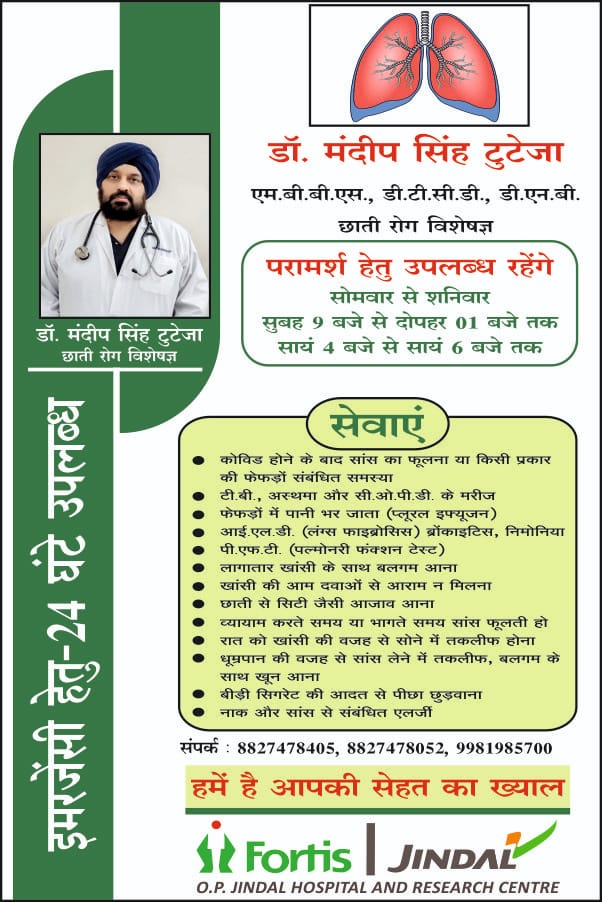 डॉ. मंदीप सिंह टुटेजा
एम.बी.बी.एस., डी.टी.सी.डी., डी.एन.बी.
छाती रोग विशेषज्ञ
परामर्श हेतु उपलब्ध रहेंगे
सोमवार से शनिवार
सुबह 9 बजे से दोपहर 01 बजे तक
सायं 4 बजे से सायं 6 बजे तक
डॉ. मंदीप सिंह टुटेजा
छाती रोग विशेषज्ञ
इमरजेंसी हेतु-24 घंटे उपलब्ध
सेवाएं
कोविड होने के बाद सांस का फूलना या किसी प्रकार
की फेफड़ों संबंधित समस्या
टी.बी., अस्थमा और सी.ओ.पी.डी. के मरीज
फेफड़ों में पानी भर जाता (प्लूरल इफ्यूजन)
आई.एल.डी. (लंग्स फाइब्रोसिस) ब्रोंकाइटिस, निमोनिया
पी.एफ.टी. (पल्मोनरी फंक्शन टेस्ट)
लागातार खांसी के साथ बलगम आना
खांसी की आम दवाओं से आराम न मिलना
छाती से सिटी जैसी आजाव आना
व्यायाम करते समय या भागते समय सांस फूलती हो
रात को खांसी की वजह से सोने में तकलीफ होना
धूम्रपान की वजह से सांस लेने में तकलीफ, बलगम के
साथ खून आना
बीड़ी सिगरेट की आदत से पीछा छुड़वाना
नाक और सांस से संबंधित एलर्जी
संपर्क : 8827478405, 8827478052, 9981985700
हमें है आपकी सेहत का ख्याल
Fortis | JINDAL
O.P. JINDAL HOSPITAL AND RESEARCH CENTRE